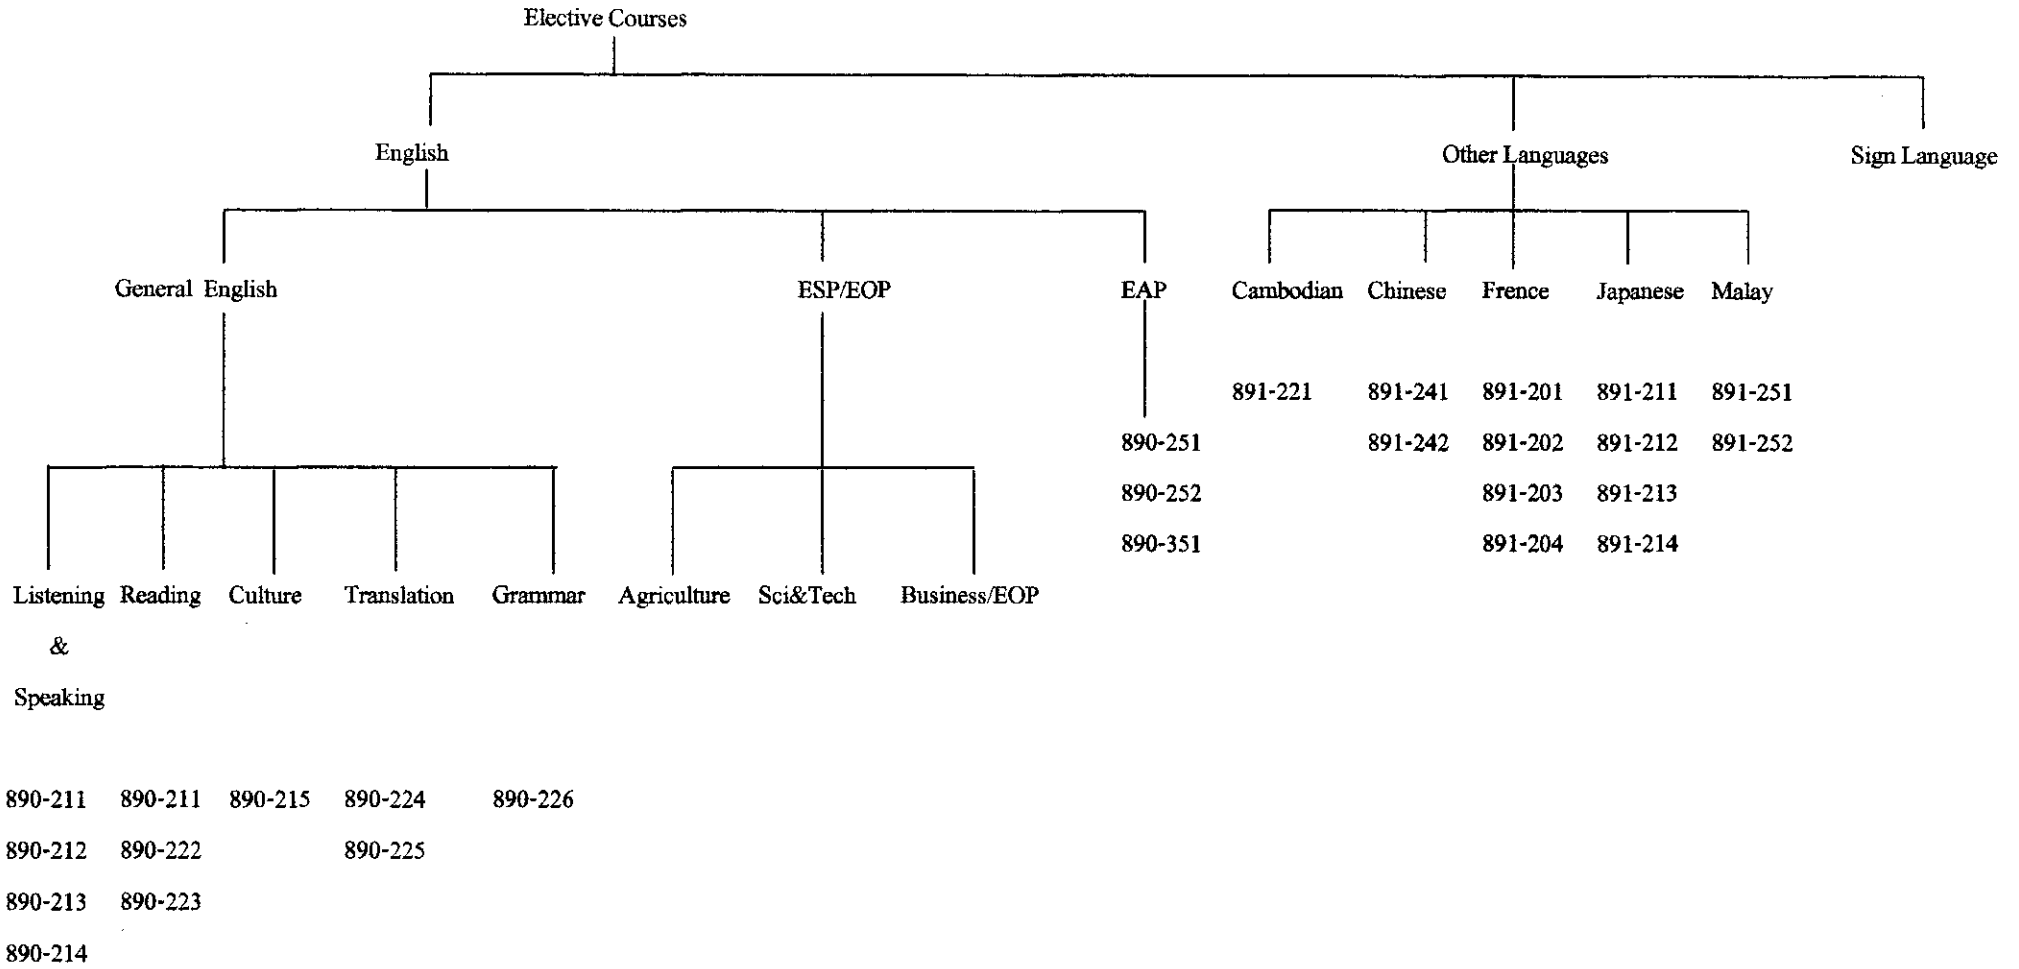 Elective Courses
English Other Languages Sign Language
General English ESP/EOP EAP Cambodian Chinese Frence Japanese Malay
891-221 891-241 891-201 891-211 891-251
890-251 891-242 891-202 891-212 891-252
890-252 891-203 891-213
890-351 891-204 891-214
Listening Reading Culture Translation Grammar Agriculture Sci&Tech Business/EOP
&
Speaking
890-211 890-211 890-215 890-224 890-226
890-212 890-222 890-225
890-213 890-223
890-214